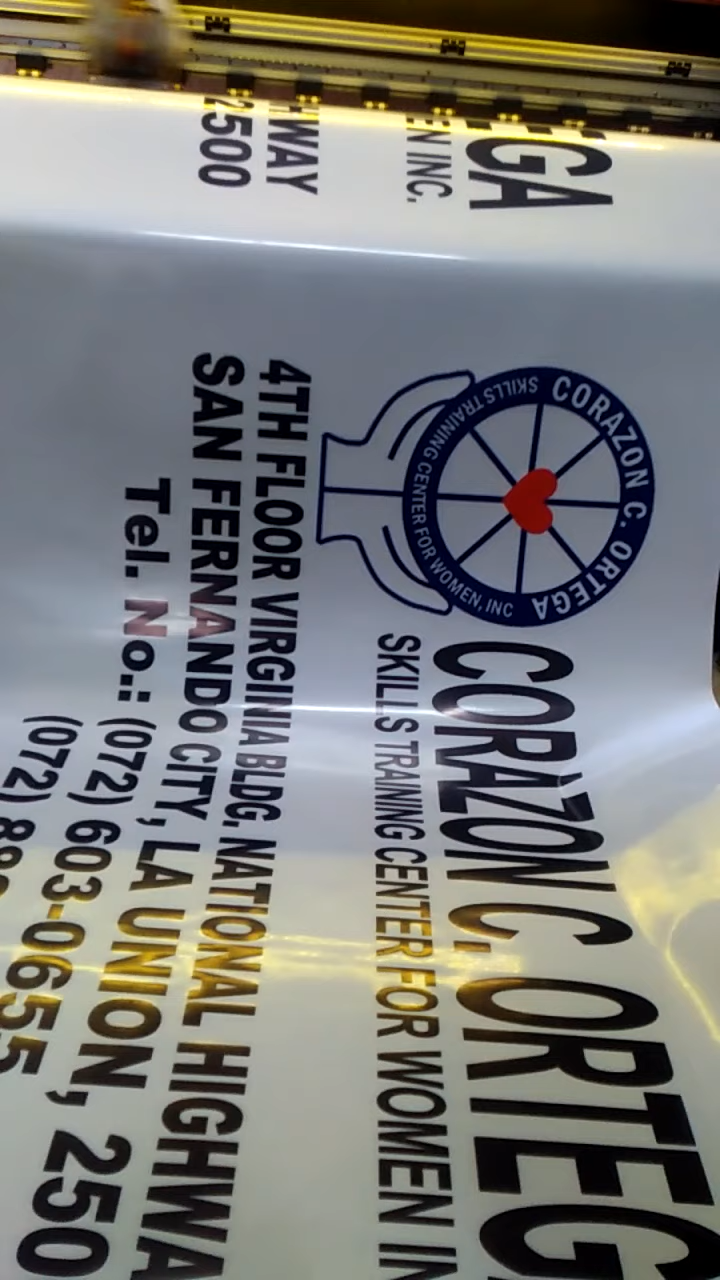 GA
EN INC.
WAY
2500
CORAZON C. ORTEGA
SKILLS TRAINING CENTER FOR WOMEN, INC
CORAZON C. ORTEG
SKILLS TRAINING CENTER FOR WOMEN IN
4TH FLOOR VIRGINIA BLDG. NATIONAL HIGHWA
SAN FERNANDO CITY, LA UNION, 250
Tel. No.: (072) 603-0655
(072) 88